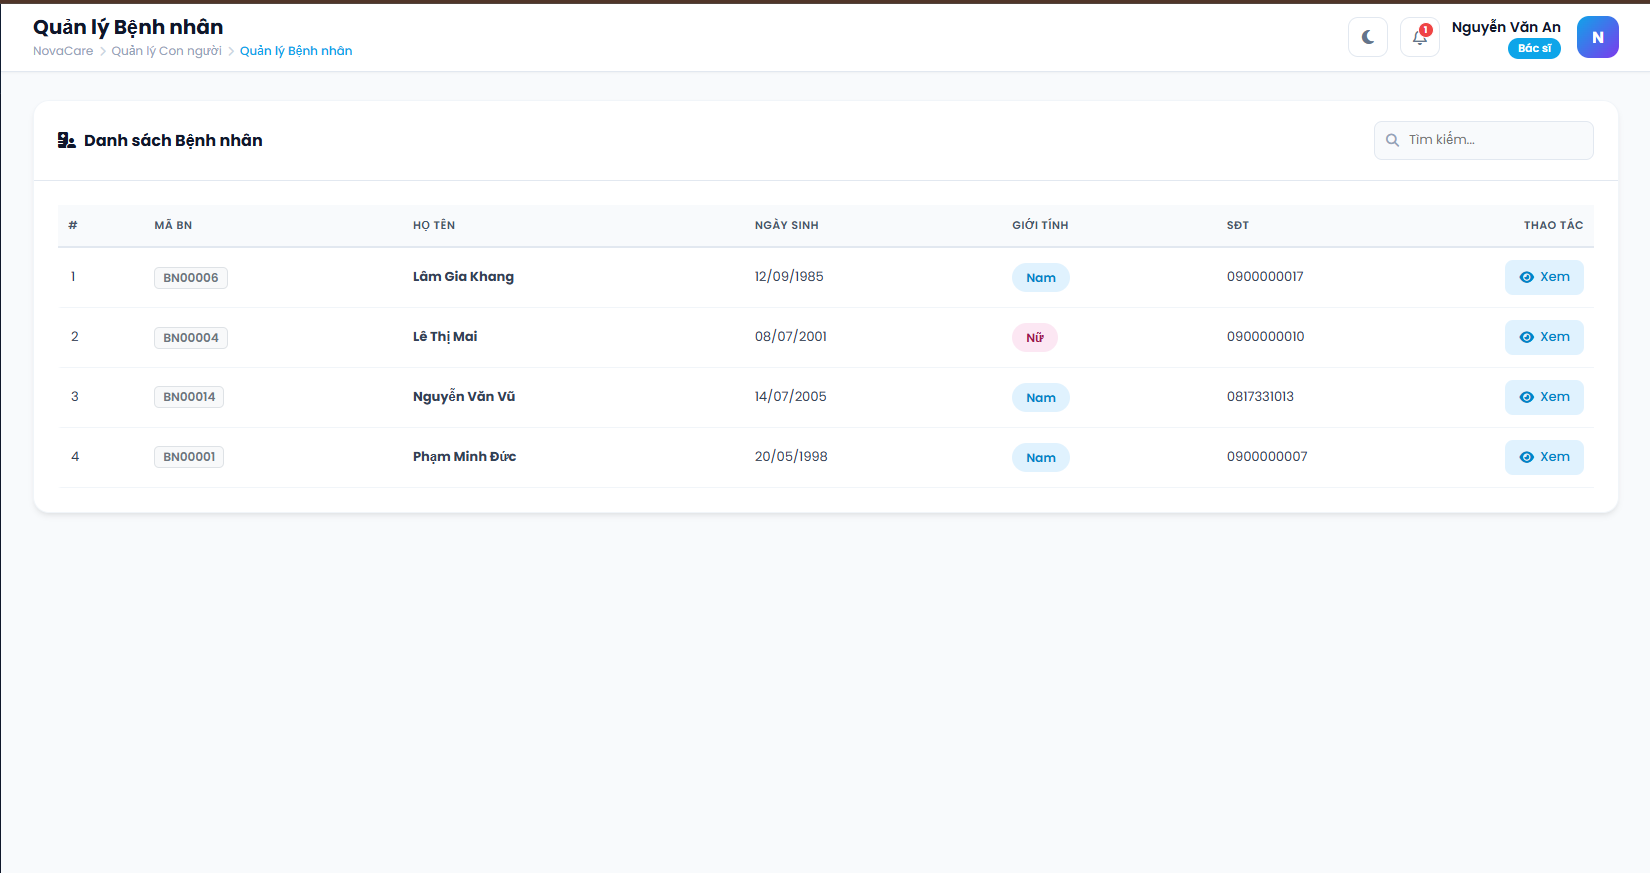 Quản lý Bệnh nhân
NovaCare > Quản lý Con người > Quản lý Bệnh nhân
1
Nguyễn Văn An
Bác sĩ
N
Danh sách Bệnh nhân
Tìm kiếm...
# MÃ BN HỌ TÊN NGÀY SINH GIỚI TÍNH SĐT THAO TÁC
1 BN00006 Lâm Gia Khang 12/09/1985 Nam 0900000017 Xem
2 BN00004 Lê Thị Mai 08/07/2001 Nữ 0900000010 Xem
3 BN00014 Nguyễn Văn Vũ 14/07/2005 Nam 0817331013 Xem
4 BN00001 Phạm Minh Đức 20/05/1998 Nam 0900000007 Xem